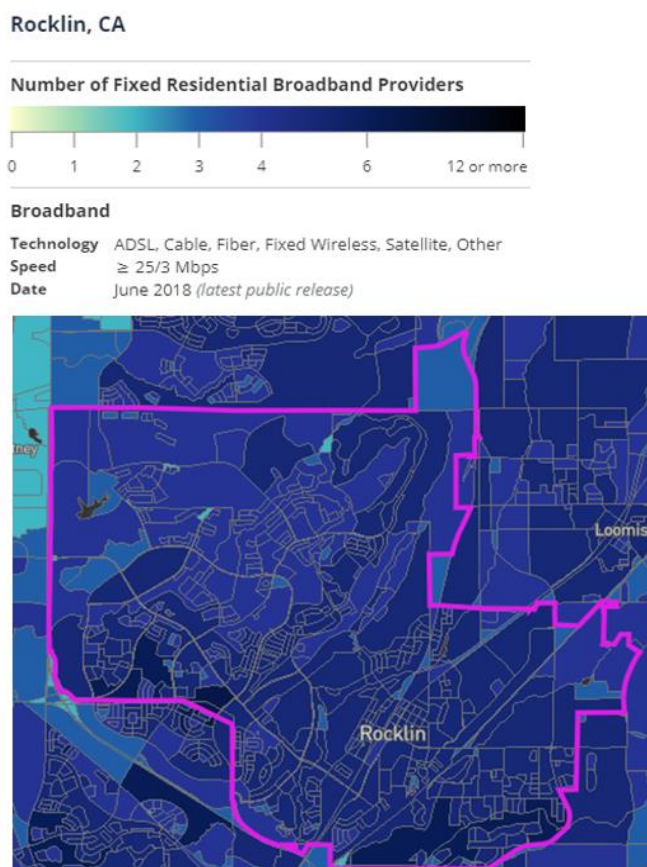 Rocklin, CA
Number of Fixed Residential Broadband Providers
0 1 2 3 4 6 12 or more
Broadband
Technology ADSL, Cable, Fiber, Fixed Wireless, Satellite, Other
Speed ≥ 25/3 Mbps
Date June 2018 (latest public release)
tney
Loomis
Rocklin